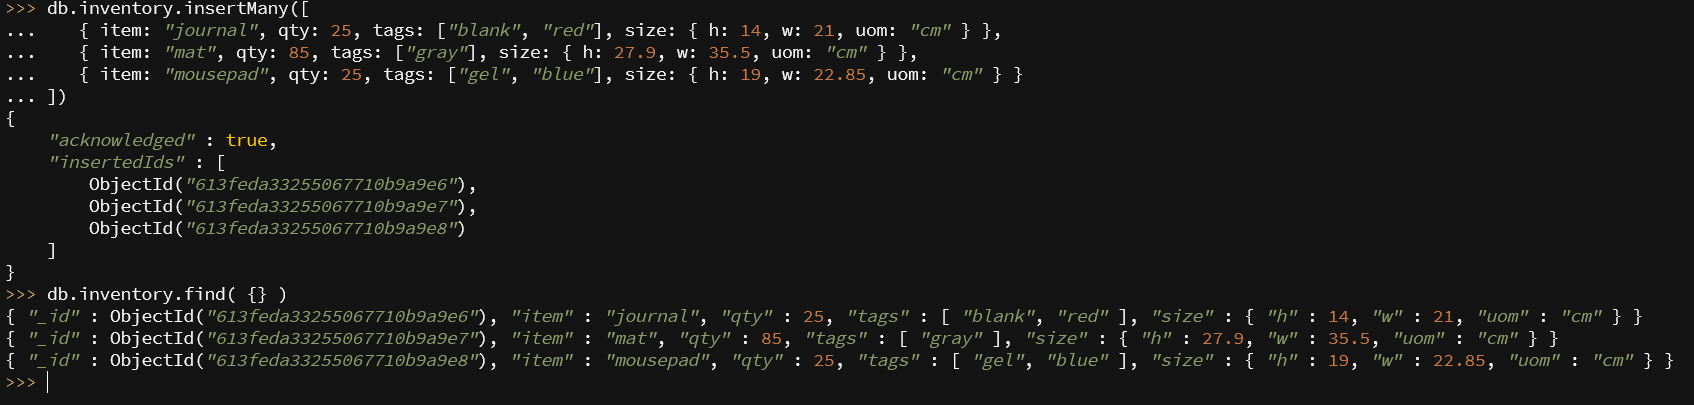 >>> db.inventory.insertMany([
...    { item: "journal", qty: 25, tags: ["blank", "red"], size: { h: 14, w: 21, uom: "cm" } },
...    { item: "mat", qty: 85, tags: ["gray"], size: { h: 27.9, w: 35.5, uom: "cm" } },
...    { item: "mousepad", qty: 25, tags: ["gel", "blue"], size: { h: 19, w: 22.85, uom: "cm" } }
... ])
{
    "acknowledged" : true,
    "insertedIds" : [
        ObjectId("613feda33255067710b9a9e6"),
        ObjectId("613feda33255067710b9a9e7"),
        ObjectId("613feda33255067710b9a9e8")
    ]
}
>>> db.inventory.find( {} )
{ "_id" : ObjectId("613feda33255067710b9a9e6"), "item" : "journal", "qty" : 25, "tags" : [ "blank", "red" ], "size" : { "h" : 14, "w" : 21, "uom" : "cm" } }
{ "_id" : ObjectId("613feda33255067710b9a9e7"), "item" : "mat", "qty" : 85, "tags" : [ "gray" ], "size" : { "h" : 27.9, "w" : 35.5, "uom" : "cm" } }
{ "_id" : ObjectId("613feda33255067710b9a9e8"), "item" : "mousepad", "qty" : 25, "tags" : [ "gel", "blue" ], "size" : { "h" : 19, "w" : 22.85, "uom" : "cm" } }
>>>